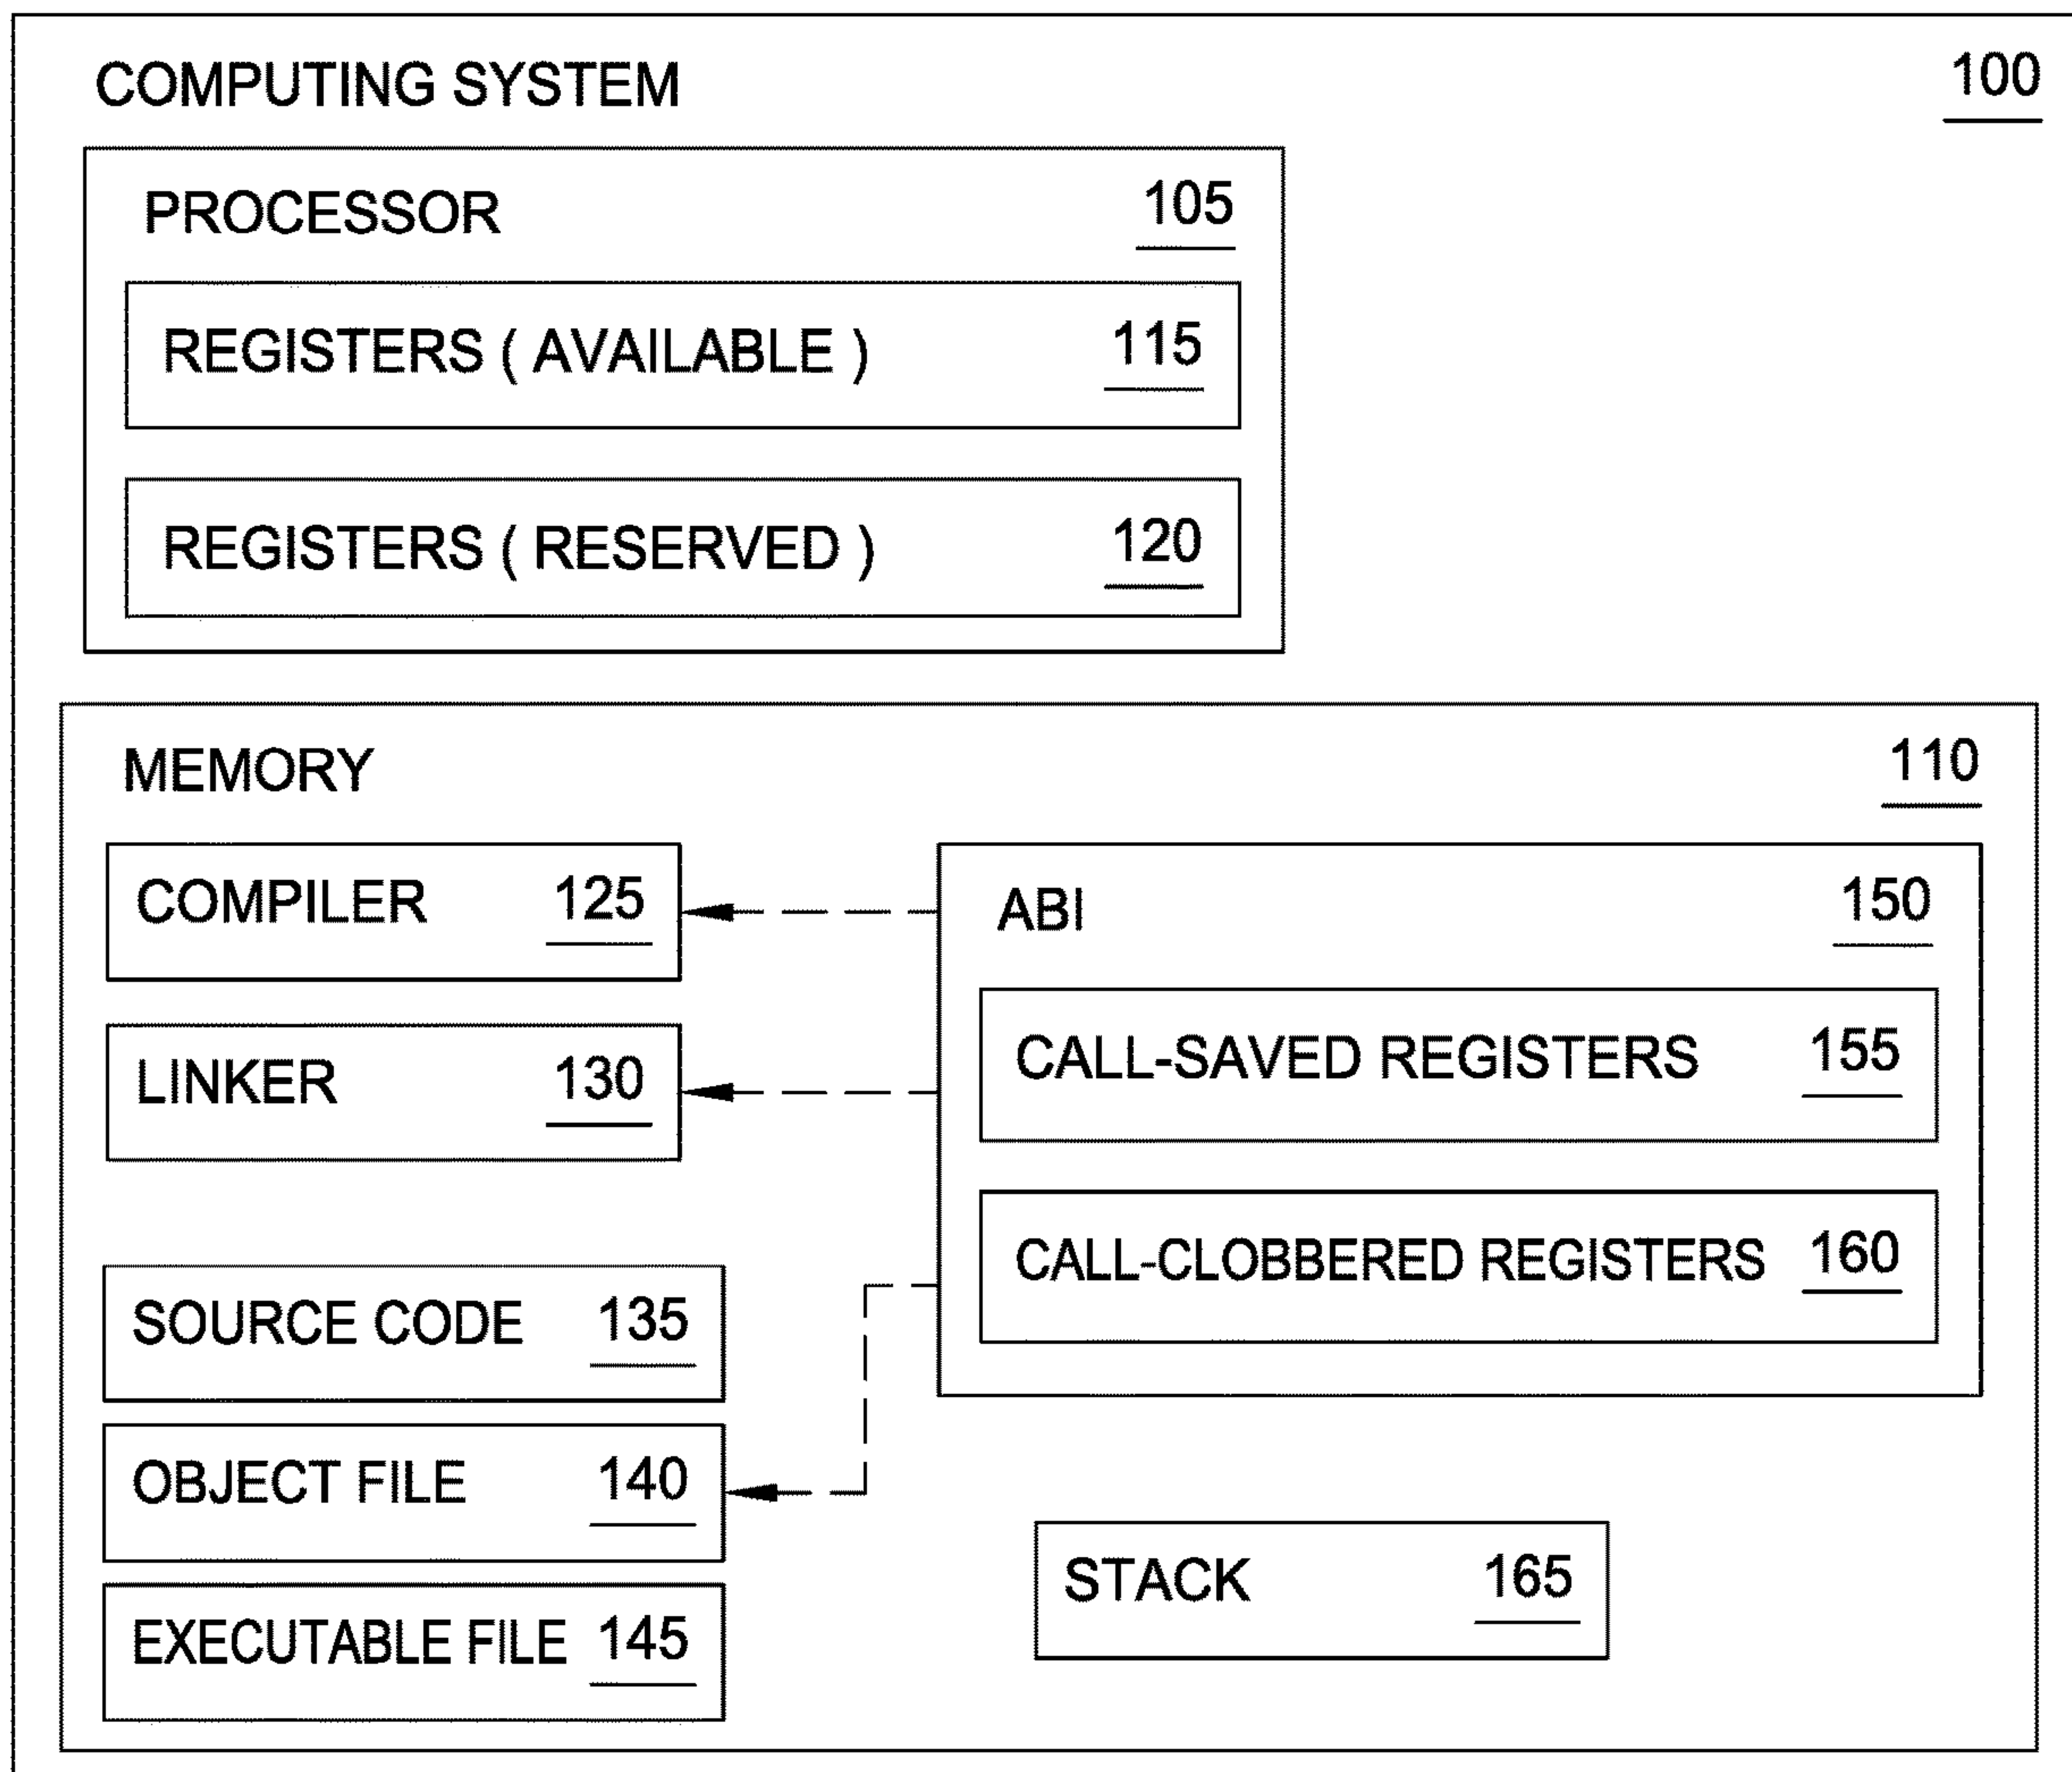 COMPUTING SYSTEM 100
PROCESSOR 105
REGISTERS ( AVAILABLE ) 115
REGISTERS ( RESERVED ) 120
MEMORY 110
COMPILER 125
LINKER 130
SOURCE CODE 135
OBJECT FILE 140
EXECUTABLE FILE 145
ABI 150
CALL-SAVED REGISTERS 155
CALL-CLOBBERED REGISTERS 160
STACK 165